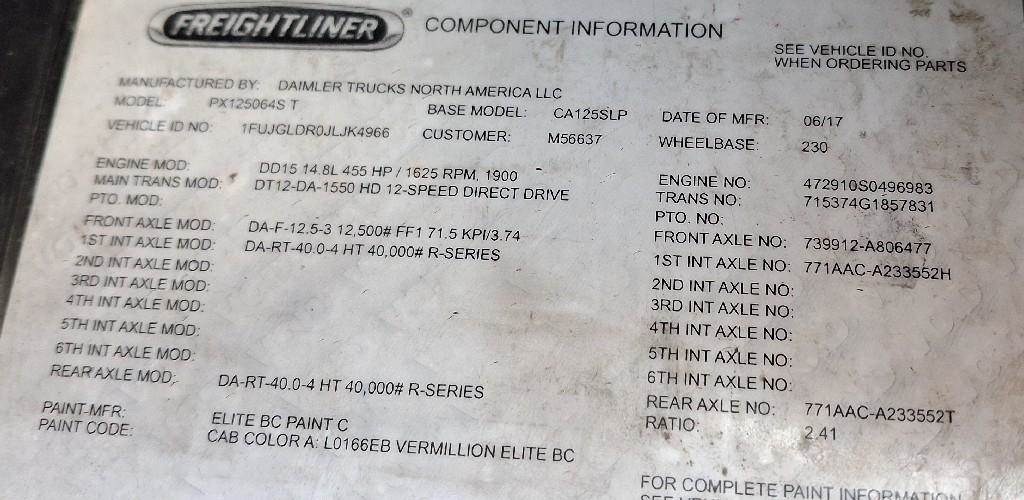 FREIGHTLINER ® COMPONENT INFORMATION
SEE VEHICLE ID NO.
WHEN ORDERING PARTS
MANUFACTURED BY: DAIMLER TRUCKS NORTH AMERICA LLC
MODEL: PX125064S T BASE MODEL: CA125SLP DATE OF MFR: 06/17
VEHICLE ID NO: 1FUJGLDR0JLJK4966 CUSTOMER: M56637 WHEELBASE: 230
ENGINE MOD: DD15 14.8L 455 HP / 1625 RPM, 1900 ENGINE NO: 472910S0496983
MAIN TRANS MOD: DT12-DA-1550 HD 12-SPEED DIRECT DRIVE TRANS NO: 715374G1857831
PTO. MOD: PTO. NO:
FRONT AXLE MOD: DA-F-12.5-3 12,500# FF1 71.5 KPI/3.74 FRONT AXLE NO: 739912-A806477
1ST INT AXLE MOD: DA-RT-40.0-4 HT 40,000# R-SERIES 1ST INT AXLE NO: 771AAC-A233552H
2ND INT AXLE MOD: 2ND INT AXLE NO:
3RD INT AXLE MOD: 3RD INT AXLE NO:
4TH INT AXLE MOD: 4TH INT AXLE NO:
5TH INT AXLE MOD: 5TH INT AXLE NO:
6TH INT AXLE MOD: 6TH INT AXLE NO:
REAR AXLE MOD: DA-RT-40.0-4 HT 40,000# R-SERIES REAR AXLE NO: 771AAC-A233552T
RATIO: 2.41
PAINT-MFR: ELITE BC PAINT C
PAINT CODE: CAB COLOR A: L0166EB VERMILLION ELITE BC
FOR COMPLETE PAINT INFORMATION